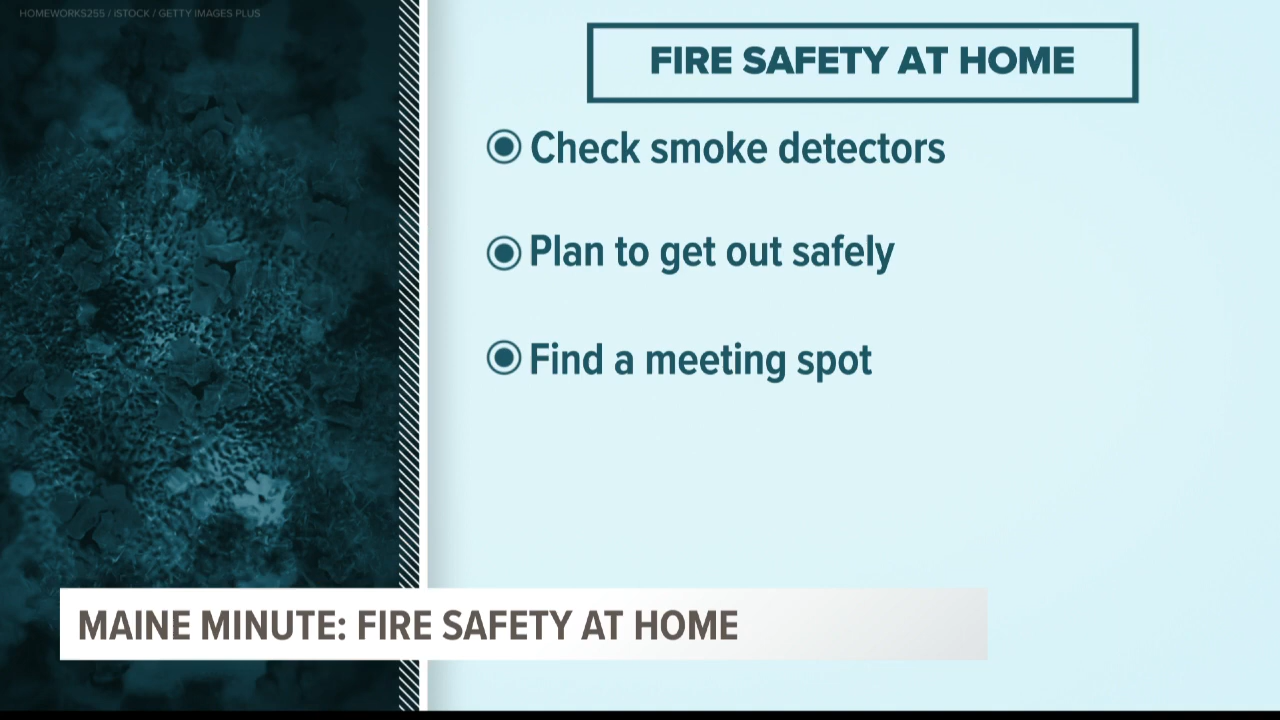 HOMEWORKS255 / iSTOCK / GETTY IMAGES PLUS
FIRE SAFETY AT HOME
Check smoke detectors
Plan to get out safely
Find a meeting spot
MAINE MINUTE: FIRE SAFETY AT HOME